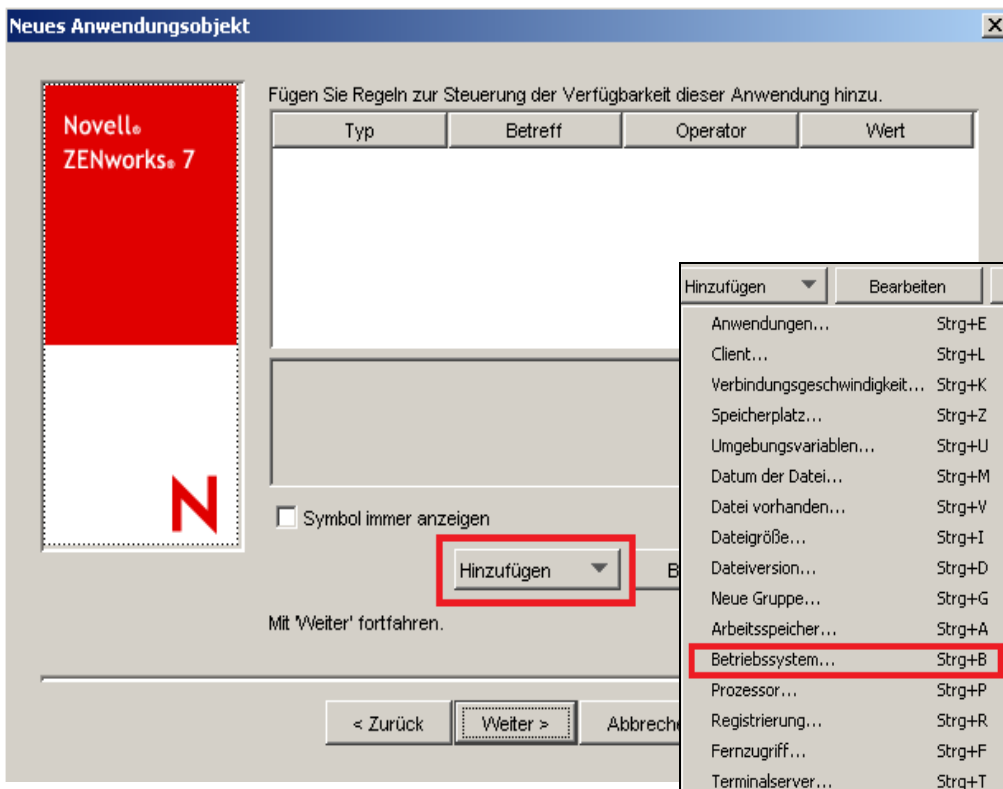 Neues Anwendungsobjekt
Novell®
ZENworks® 7
N
Fügen Sie Regeln zur Steuerung der Verfügbarkeit dieser Anwendung hinzu.
Typ Betreff Operator Wert
Symbol immer anzeigen
Hinzufügen B
Mit 'Weiter' fortfahren.
< Zurück Weiter > Abbreche
Hinzufügen Bearbeiten
Anwendungen... Strg+E
Client... Strg+L
Verbindungsgeschwindigkeit... Strg+K
Speicherplatz... Strg+Z
Umgebungsvariablen... Strg+U
Datum der Datei... Strg+M
Datei vorhanden... Strg+V
Dateigröße... Strg+I
Dateiversion... Strg+D
Neue Gruppe... Strg+G
Arbeitsspeicher... Strg+A
Betriebssystem... Strg+B
Prozessor... Strg+P
Registrierung... Strg+R
Fernzugriff... Strg+F
Terminalserver... Strg+T